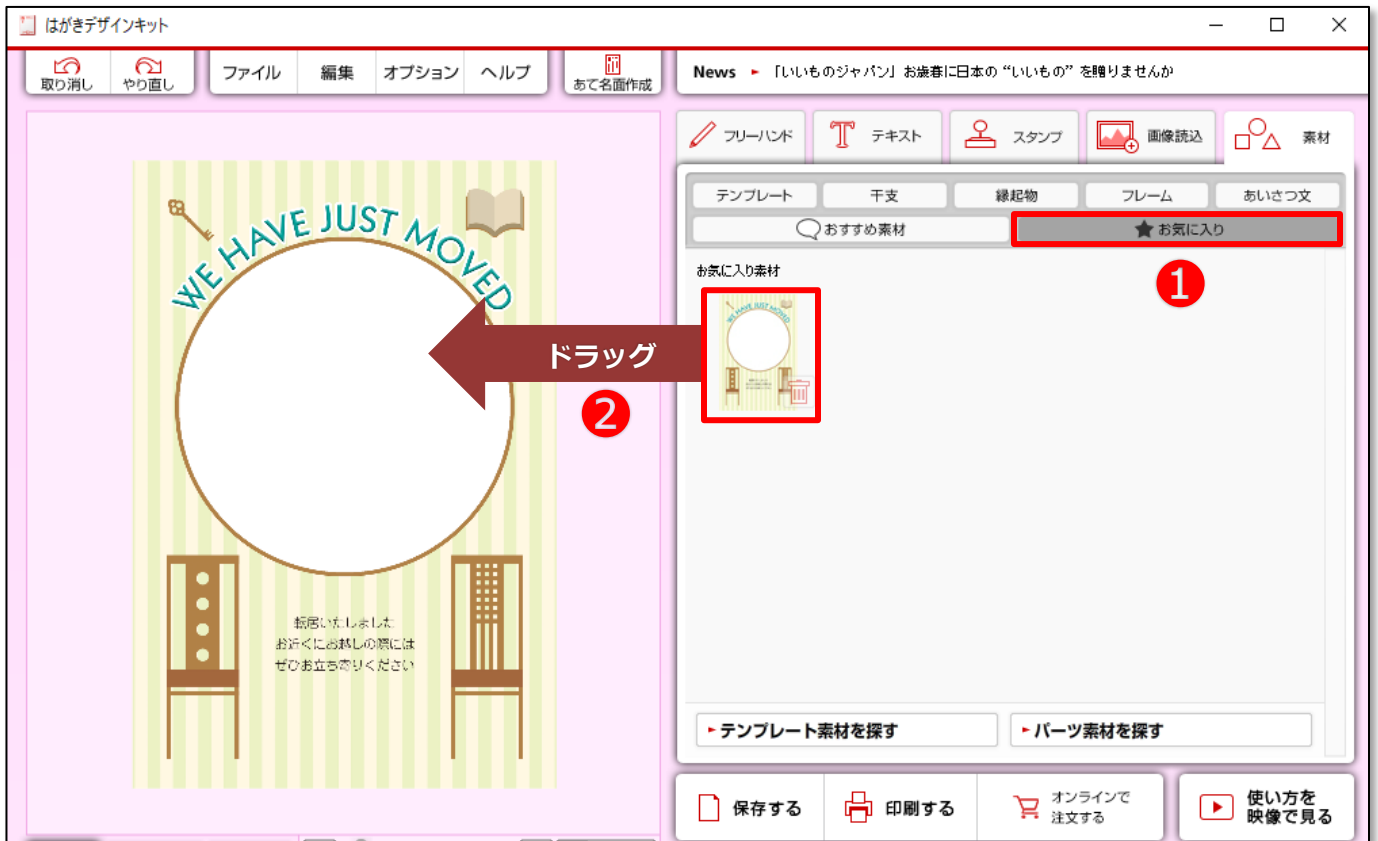 はがきデザインキット
取り消し
やり直し
ファイル
編集
オプション
ヘルプ
あて名面作成
News ► 「いいものジャパン」お歳暮に日本の“いいもの”を贈りませんか
フリーハンド
テキスト
スタンプ
画像読込
素材
テンプレート
干支
縁起物
フレーム
あいさつ文
おすすめ素材
★お気に入り
1
お気に入り素材
WE HAVE JUST MOVED
ドラッグ
2
転居いたしました
お近くにお越しの際には
ぜひお立ち寄りください
WE HAVE JUST MOVED
►テンプレート素材を探す
►パーツ素材を探す
保存する
印刷する
オンラインで
注文する
使い方を
映像で見る